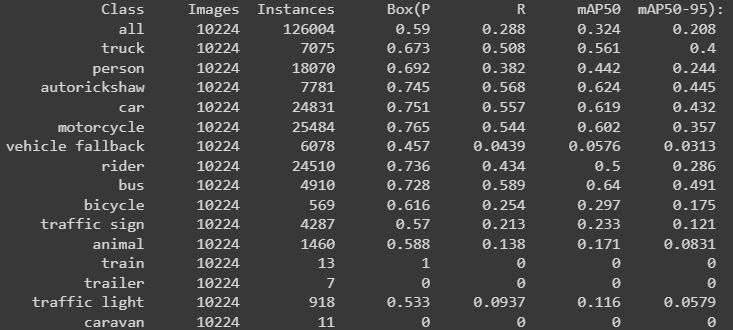 Class Images Instances Box(P R mAP50 mAP50-95):
all 10224 126004 0.59 0.288 0.324 0.208
truck 10224 7075 0.673 0.508 0.561 0.4
person 10224 18070 0.692 0.382 0.442 0.244
autorickshaw 10224 7781 0.745 0.568 0.624 0.445
car 10224 24831 0.751 0.557 0.619 0.432
motorcycle 10224 25484 0.765 0.544 0.602 0.357
vehicle fallback 10224 6078 0.457 0.0439 0.0576 0.0313
rider 10224 24510 0.736 0.434 0.5 0.286
bus 10224 4910 0.728 0.589 0.64 0.491
bicycle 10224 569 0.616 0.254 0.297 0.175
traffic sign 10224 4287 0.57 0.213 0.233 0.121
animal 10224 1460 0.588 0.138 0.171 0.0831
train 10224 13 1 0 0 0
trailer 10224 7 0 0 0 0
traffic light 10224 918 0.533 0.0937 0.116 0.0579
caravan 10224 11 0 0 0 0